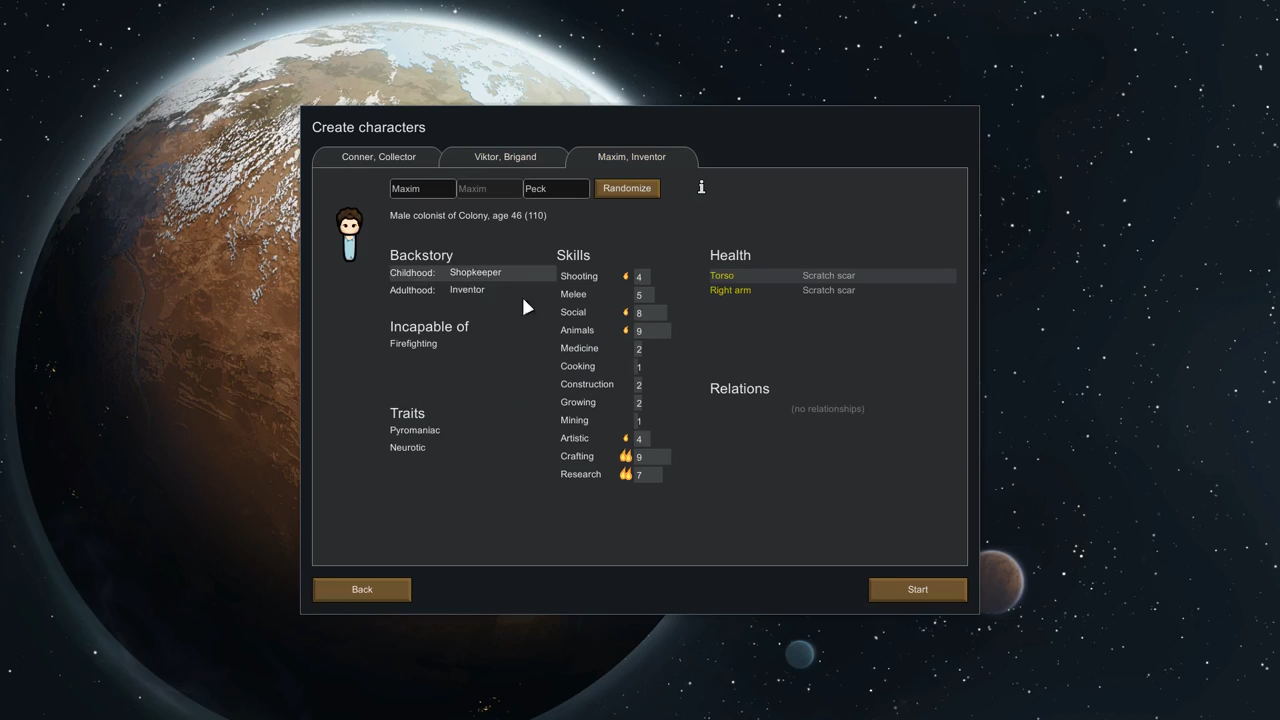 Create characters
Conner, Collector
Viktor, Brigand
Maxim, Inventor
Maxim
Maxim
Peck
Randomize
Male colonist of Colony, age 46 (110)
Backstory
Childhood: Shopkeeper
Adulthood: Inventor
Incapable of
Firefighting
Traits
Pyromaniac
Neurotic
Skills
Shooting 4
Melee 5
Social 8
Animals 9
Medicine 2
Cooking 1
Construction 2
Growing 2
Mining 1
Artistic 4
Crafting 9
Research 7
Health
Torso Scratch scar
Right arm Scratch scar
Relations
(no relationships)
Back
Start